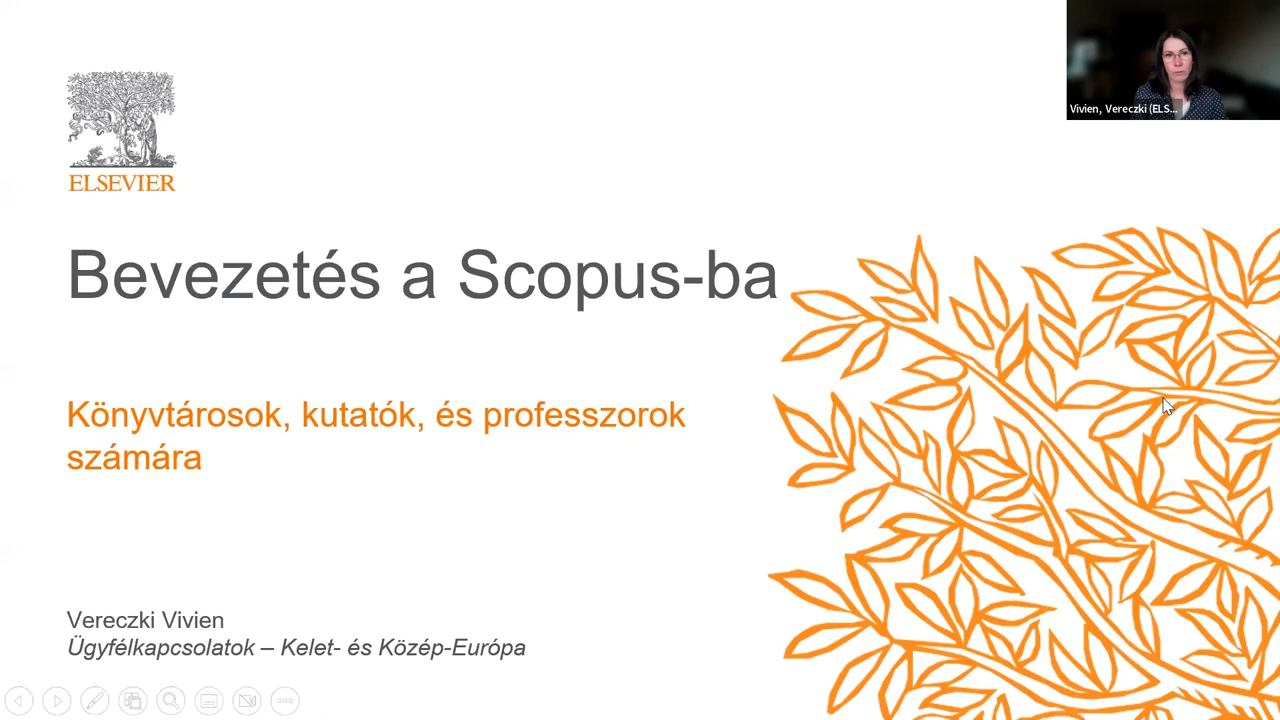 Vivien, Vereczki (ELS...
ELSEVIER
Bevezetés a Scopus-ba
Könyvtárosok, kutatók, és professzorok
számára
Vereczki Vivien
Ügyfélkapcsolatok – Kelet- és Közép-Európa